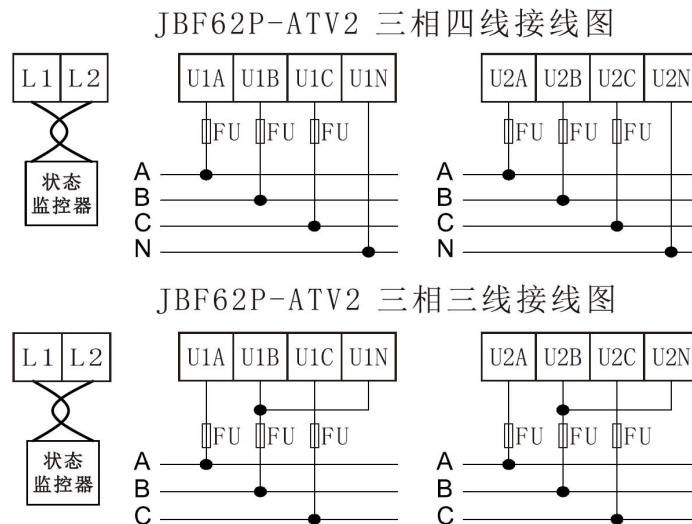 JBF62P-ATV2 三相四线接线图
L1 L2 U1A U1B U1C U1N U2A U2B U2C U2N
FU FU FU FU FU FU
状态
监控器
A A
B B
C C
N N
JBF62P-ATV2 三相三线接线图
L1 L2 U1A U1B U1C U1N U2A U2B U2C U2N
FU FU FU FU FU FU
状态
监控器
A A
B B
C C